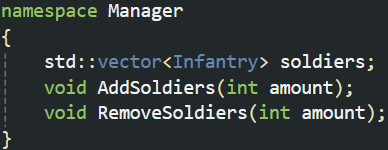 namespace Manager
{
    std::vector<Infantry> soldiers;
    void AddSoldiers(int amount);
    void RemoveSoldiers(int amount);
}